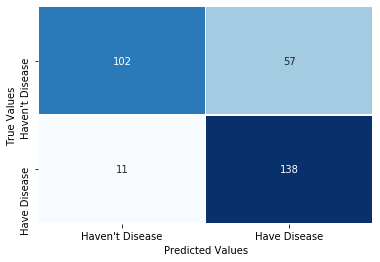 True Values
Haven't Disease
102
57
Have Disease
11
138
Haven't Disease
Have Disease
Predicted Values